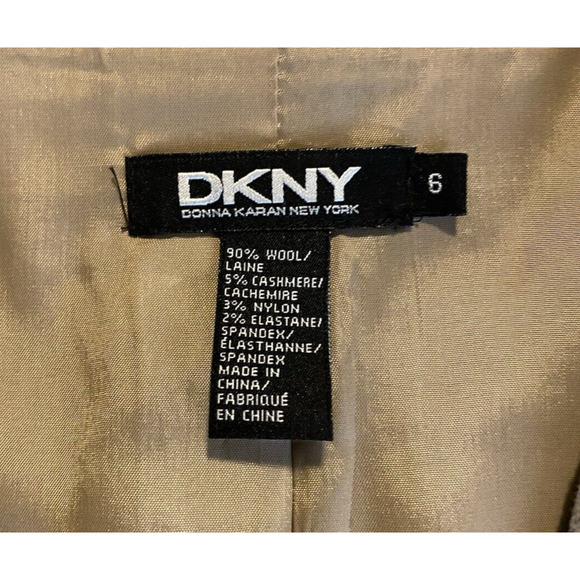 DKNY
DONNA KARAN NEW YORK
6
90% WOOL/
LAINE
5% CASHMERE/
CACHEMIRE
3% NYLON
2% ELASTANE/
SPANDEX/
ÉLASTHANNE/
SPANDEX
MADE IN
CHINA/
FABRIQUÉ
EN CHINE